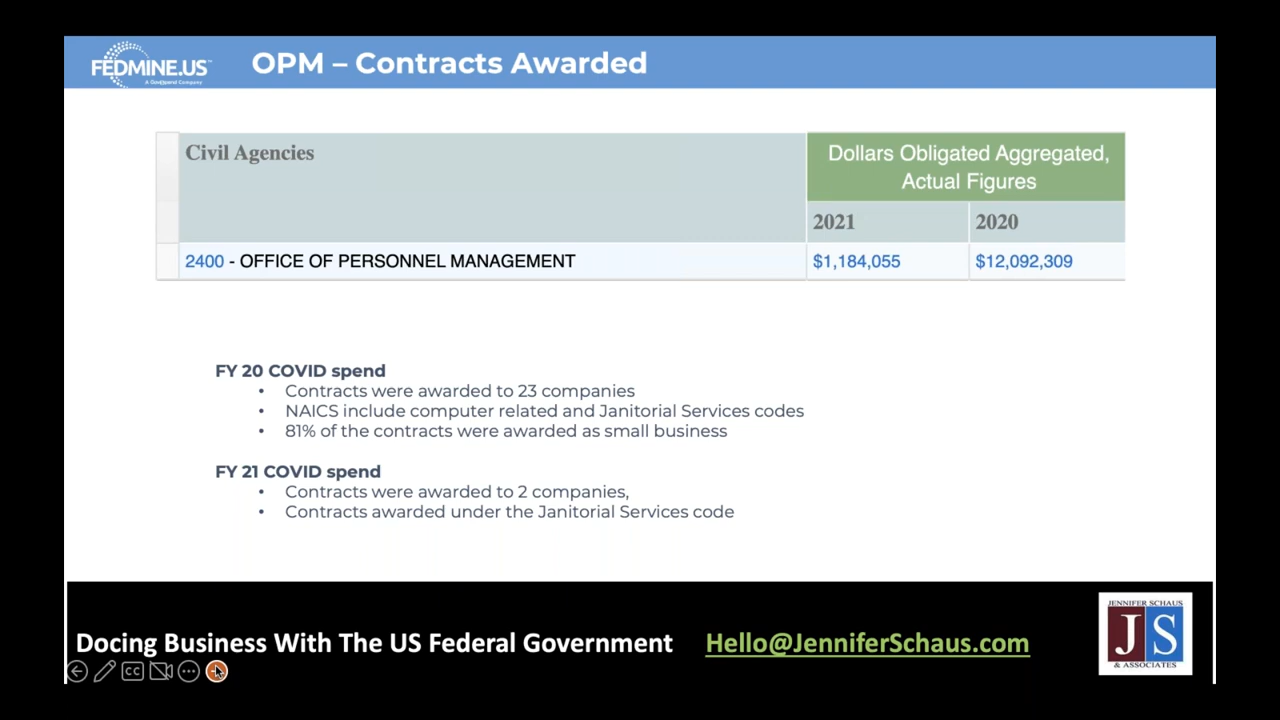 FEDMINE.US™
A GovSpend Company
OPM – Contracts Awarded
Civil Agencies
Dollars Obligated Aggregated,
Actual Figures
2021
2020
2400 - OFFICE OF PERSONNEL MANAGEMENT
$1,184,055
$12,092,309
FY 20 COVID spend
• Contracts were awarded to 23 companies
• NAICS include computer related and Janitorial Services codes
• 81% of the contracts were awarded as small business
FY 21 COVID spend
• Contracts were awarded to 2 companies,
• Contracts awarded under the Janitorial Services code
Docing Business With The US Federal Government
Hello@JenniferSchaus.com
JENNIFER SCHAUS
JS
& ASSOCIATES
CC